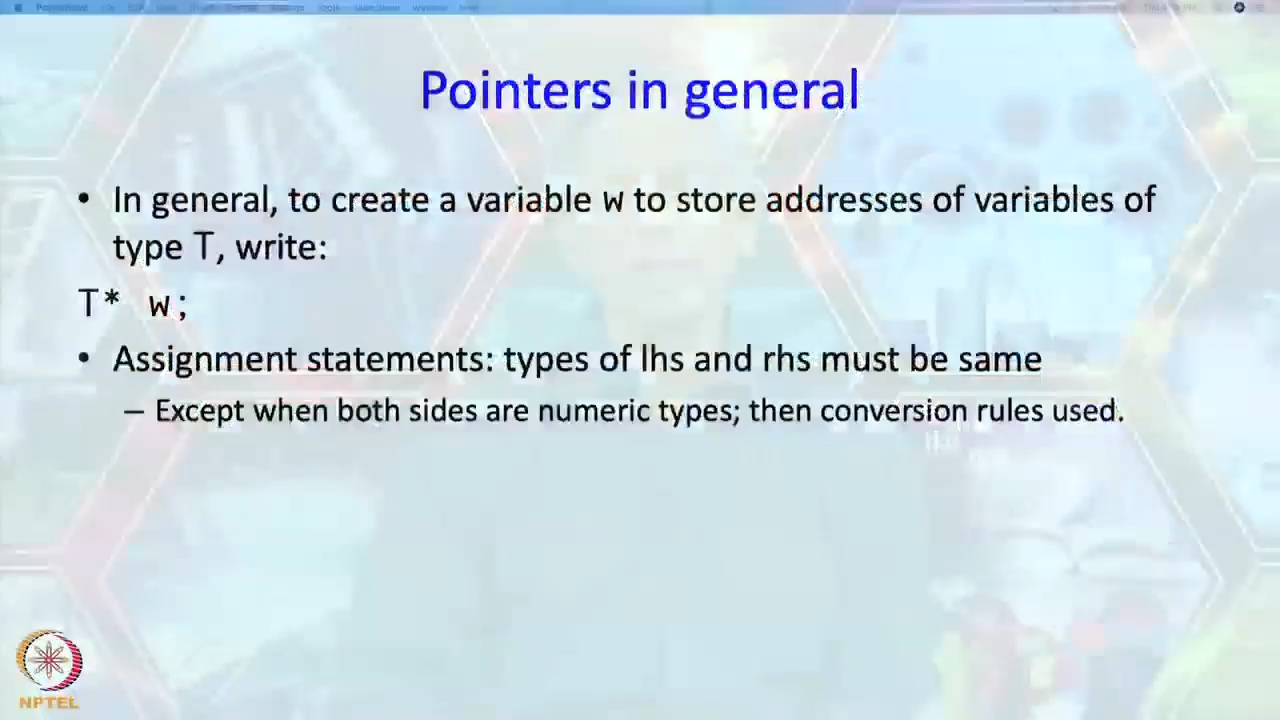 Pointers in general
• In general, to create a variable w to store addresses of variables of
type T, write:
T* w;
• Assignment statements: types of lhs and rhs must be same
– Except when both sides are numeric types; then conversion rules used.
NPTEL